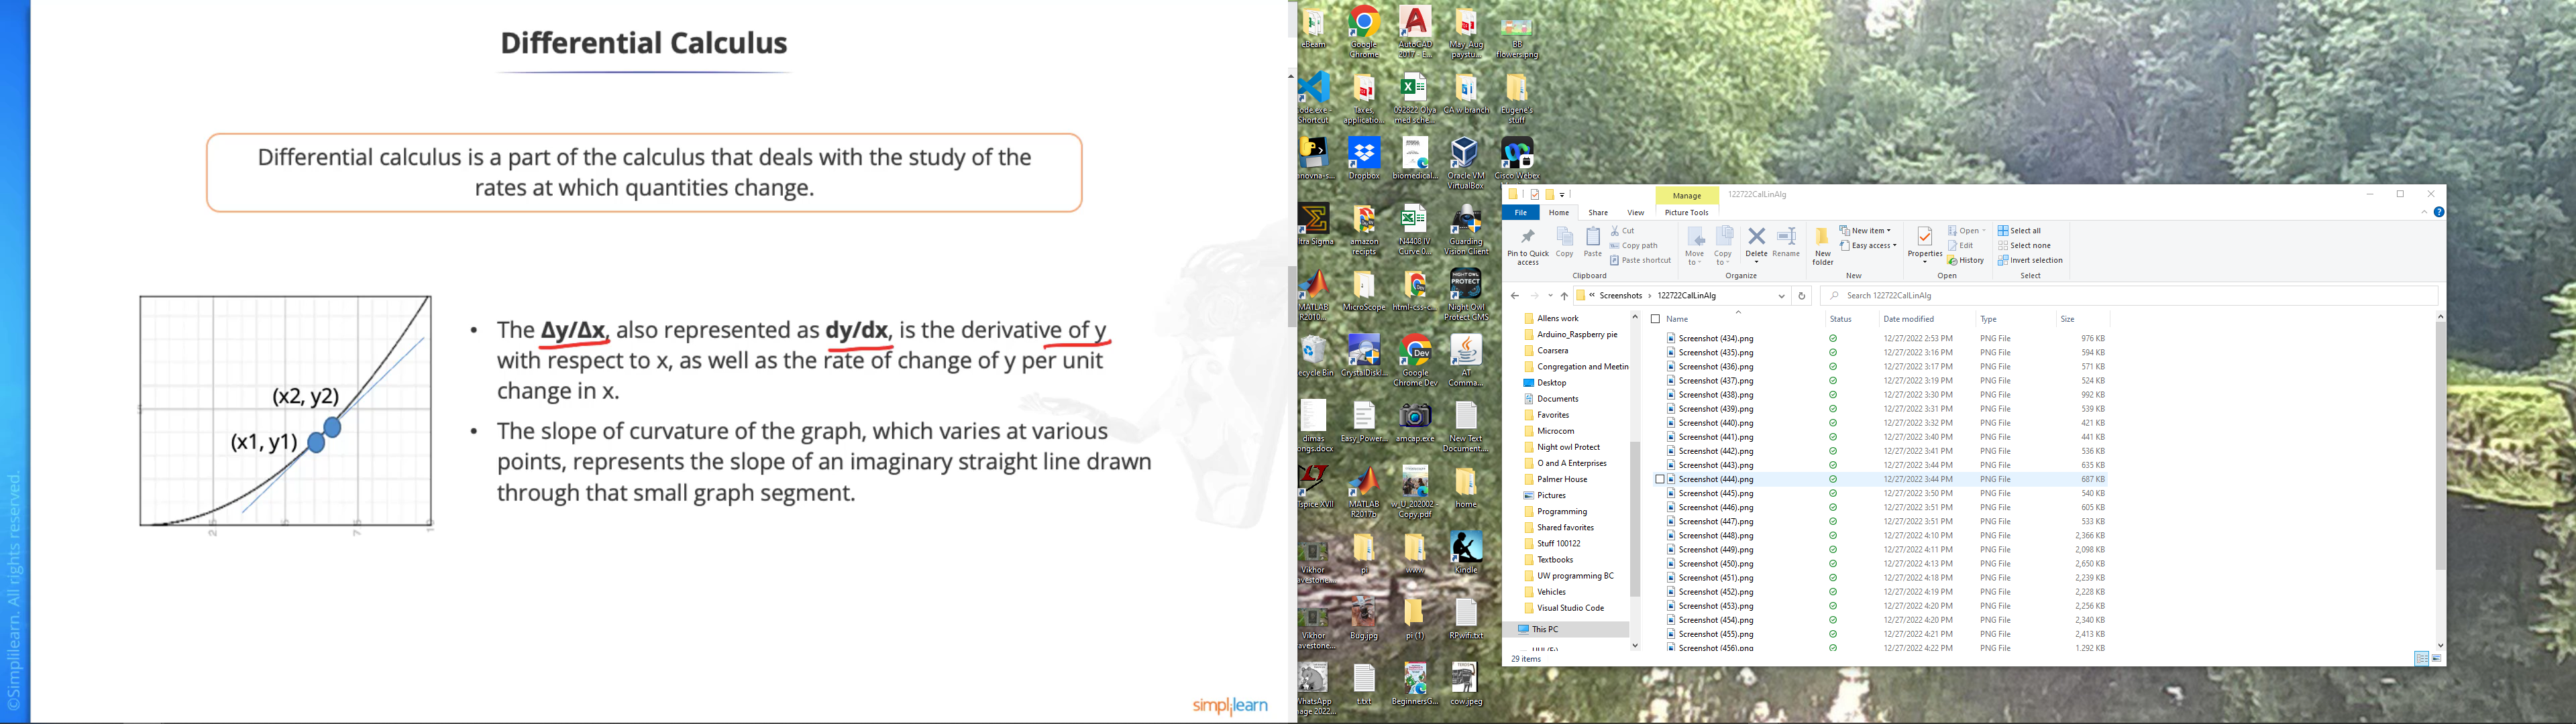 Differential Calculus
Differential calculus is a part of the calculus that deals with the study of the
rates at which quantities change.
• The Δy/Δx, also represented as dy/dx, is the derivative of y
with respect to x, as well as the rate of change of y per unit
change in x.
• The slope of curvature of the graph, which varies at various
points, represents the slope of an imaginary straight line drawn
through that small graph segment.
(x2, y2)
(x1, y1)
©Simplilearn. All rights reserved.
simplilearn
eBeam
Google
Chrome
AutoCAD
2017 - E...
May_Aug
paystu...
BB
flowers.png
Shortcut
Taxes,
applicatio...
092822 Olya
med sche...
CA w branch
Eugene's
stuff
Dropbox
biomedical...
Oracle VM
VirtualBox
Cisco Webex
ltra Sigma
amazon
recipts
N4408 IV
Curve 0...
Guarding
Vision Client
MATLAB
R2010...
MicroScope
html-css-c...
Night Owl
Protect CMS
ecycle Bin
CrystalDiskI...
Google
Chrome Dev
AT
Comma...
dimas
ongs.docx
Easy_Power...
amcap.exe
New Text
Document...
tspice XVII
MATLAB
R2017b
w_U_202002 -
Copy.pdf
home
Vikhor
avestone...
pi
www
Kindle
Vikhor
avestone...
Bug.jpg
pi (1)
RPwifi.txt
WhatsApp
age 2022...
t.txt
BeginnersG...
cow.jpeg
Manage
122722CalLinAlg
File
Home
Share
View
Picture Tools
Pin to Quick
access
Copy
Paste
Cut
Copy path
Paste shortcut
Clipboard
Move
to
Copy
to
Delete
Rename
Organize
New
folder
New item
Easy access
New
Properties
Open
Edit
History
Open
Select all
Select none
Invert selection
Select
« Screenshots › 122722CalLinAlg
Search 122722CalLinAlg
Allens work
Arduino_Raspberry pie
Coarsera
Congregation and Meetin
Desktop
Documents
Favorites
Microcom
Night owl Protect
O and A Enterprises
Palmer House
Pictures
Programming
Shared favorites
Stuff 100122
Textbooks
UW programming BC
Vehicles
Visual Studio Code
This PC
Name Status Date modified Type Size
Screenshot (434).png 12/27/2022 2:53 PM PNG File 976 KB
Screenshot (435).png 12/27/2022 3:16 PM PNG File 594 KB
Screenshot (436).png 12/27/2022 3:17 PM PNG File 571 KB
Screenshot (437).png 12/27/2022 3:19 PM PNG File 524 KB
Screenshot (438).png 12/27/2022 3:30 PM PNG File 992 KB
Screenshot (439).png 12/27/2022 3:31 PM PNG File 539 KB
Screenshot (440).png 12/27/2022 3:32 PM PNG File 421 KB
Screenshot (441).png 12/27/2022 3:40 PM PNG File 441 KB
Screenshot (442).png 12/27/2022 3:41 PM PNG File 536 KB
Screenshot (443).png 12/27/2022 3:44 PM PNG File 635 KB
Screenshot (444).png 12/27/2022 3:44 PM PNG File 687 KB
Screenshot (445).png 12/27/2022 3:50 PM PNG File 540 KB
Screenshot (446).png 12/27/2022 3:51 PM PNG File 605 KB
Screenshot (447).png 12/27/2022 3:51 PM PNG File 533 KB
Screenshot (448).png 12/27/2022 4:10 PM PNG File 2,366 KB
Screenshot (449).png 12/27/2022 4:11 PM PNG File 2,098 KB
Screenshot (450).png 12/27/2022 4:13 PM PNG File 2,650 KB
Screenshot (451).png 12/27/2022 4:18 PM PNG File 2,239 KB
Screenshot (452).png 12/27/2022 4:19 PM PNG File 2,228 KB
Screenshot (453).png 12/27/2022 4:20 PM PNG File 2,256 KB
Screenshot (454).png 12/27/2022 4:20 PM PNG File 2,340 KB
Screenshot (455).png 12/27/2022 4:21 PM PNG File 2,413 KB
Screenshot (456).png 12/27/2022 4:22 PM PNG File 1,292 KB
29 items